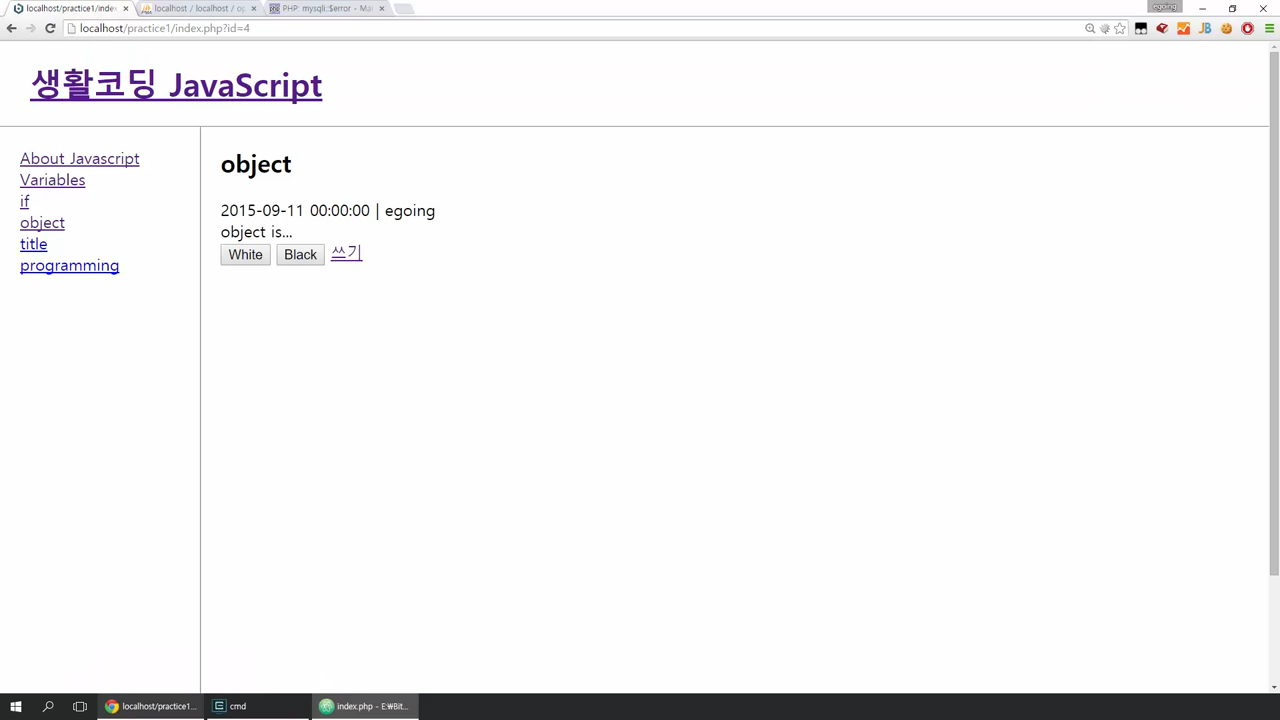 localhost/practice1/index
localhost / localhost / op
PHP: mysqli::$error - Ma
egoing
localhost/practice1/index.php?id=4
생활코딩 JavaScript
About Javascript
Variables
if
object
title
programming
object
2015-09-11 00:00:00 | egoing
object is...
White Black 쓰기
localhost/practice1...
cmd
index.php - E:₩Bit...